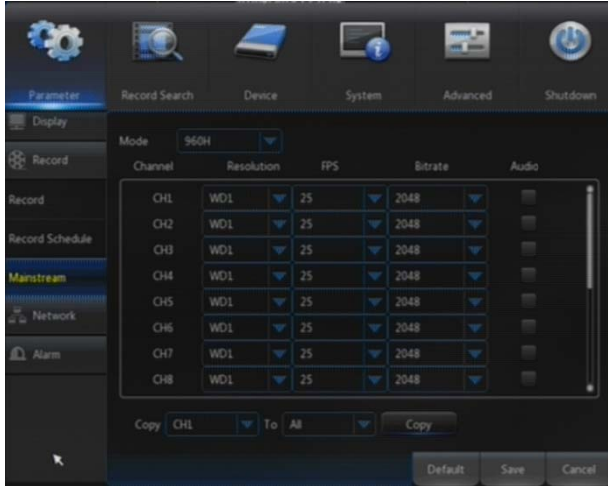 Parameter Record Search Device System Advanced Shutdown
Display
Record
Record
Record Schedule
Mainstream
Network
Alarm
Mode 960H
Channel Resolution FPS Bitrate Audio
CH1 WD1 25 2048
CH2 WD1 25 2048
CH3 WD1 25 2048
CH4 WD1 25 2048
CH5 WD1 25 2048
CH6 WD1 25 2048
CH7 WD1 25 2048
CH8 WD1 25 2048
Copy CH1 To All Copy
Default Save Cancel